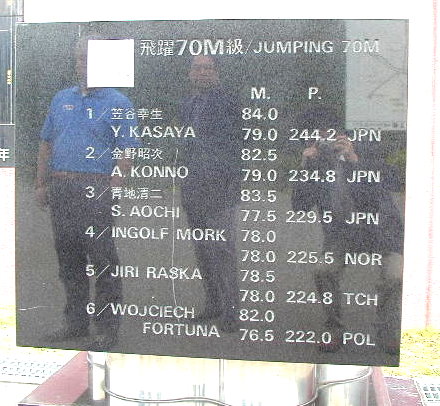 飛躍70M級/JUMPING 70M
M. P.
1/笠谷幸生 84.0
Y. KASAYA 79.0 244.2 JPN
2/金野昭次 82.5
A. KONNO 79.0 234.8 JPN
3/青地清二 83.5
S. AOCHI 77.5 229.5 JPN
4/INGOLF MORK 78.0
78.0 225.5 NOR
5/JIRI RASKA 78.5
78.0 224.8 TCH
6/WOJCIECH 82.0
FORTUNA 76.5 222.0 POL
年